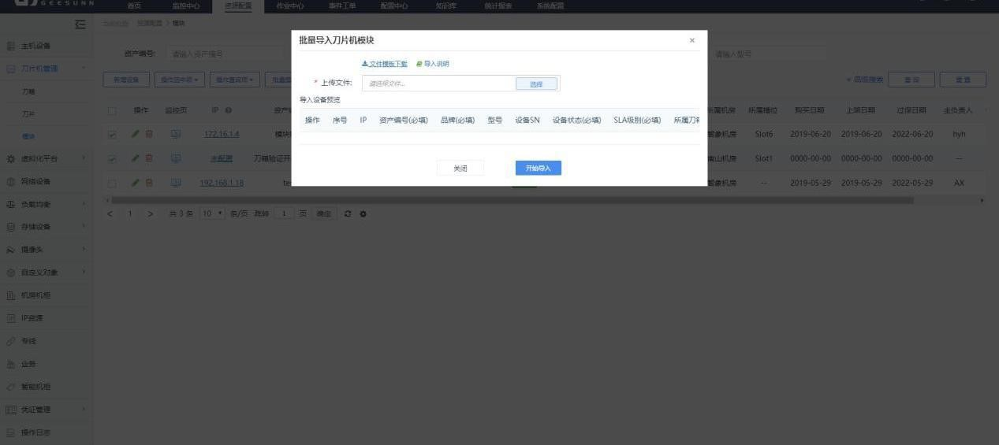 GEESUNN
首页 监控中心 资源配置 作业中心 事件工单 配置中心 知识库 统计报表 系统配置
当前位置: 资源配置 > 模块
主机设备
刀片机管理
刀箱
刀片
模块
虚拟化平台
网络设备
负载均衡
存储设备
摄像头
自定义对象
机房机柜
IP资源
专线
业务
智能机柜
凭证管理
操作日志
资产编号: 请输入资产编号 请输入型号
新增设备 操作选中项 操作查询项 批量 高级搜索 查询 重置
操作 监控页 IP 资产 所属机房 所属槽位 购买日期 上架日期 过保日期 主负责人
172.16.1.4 模块 智象机房 Slot6 2019-06-20 2019-06-20 2022-06-20 hyh
未配置 刀箱验证开 南山机房 Slot1 0000-00-00 0000-00-00 0000-00-00 --
192.168.1.18 te 智象机房 -- 2019-05-29 2019-05-29 2022-05-29 AX
< 1 > 共 3 条 10 条/页 跳转 1 页 确定
批量导入刀片机模块 ×
文件模板下载 导入说明
* 上传文件: 请选择文件... 选择
导入设备预览
操作 序号 IP 资产编号(必填) 品牌(必填) 型号 设备SN 设备状态(必填) SLA级别(必填) 所属刀箱
关闭 开始导入